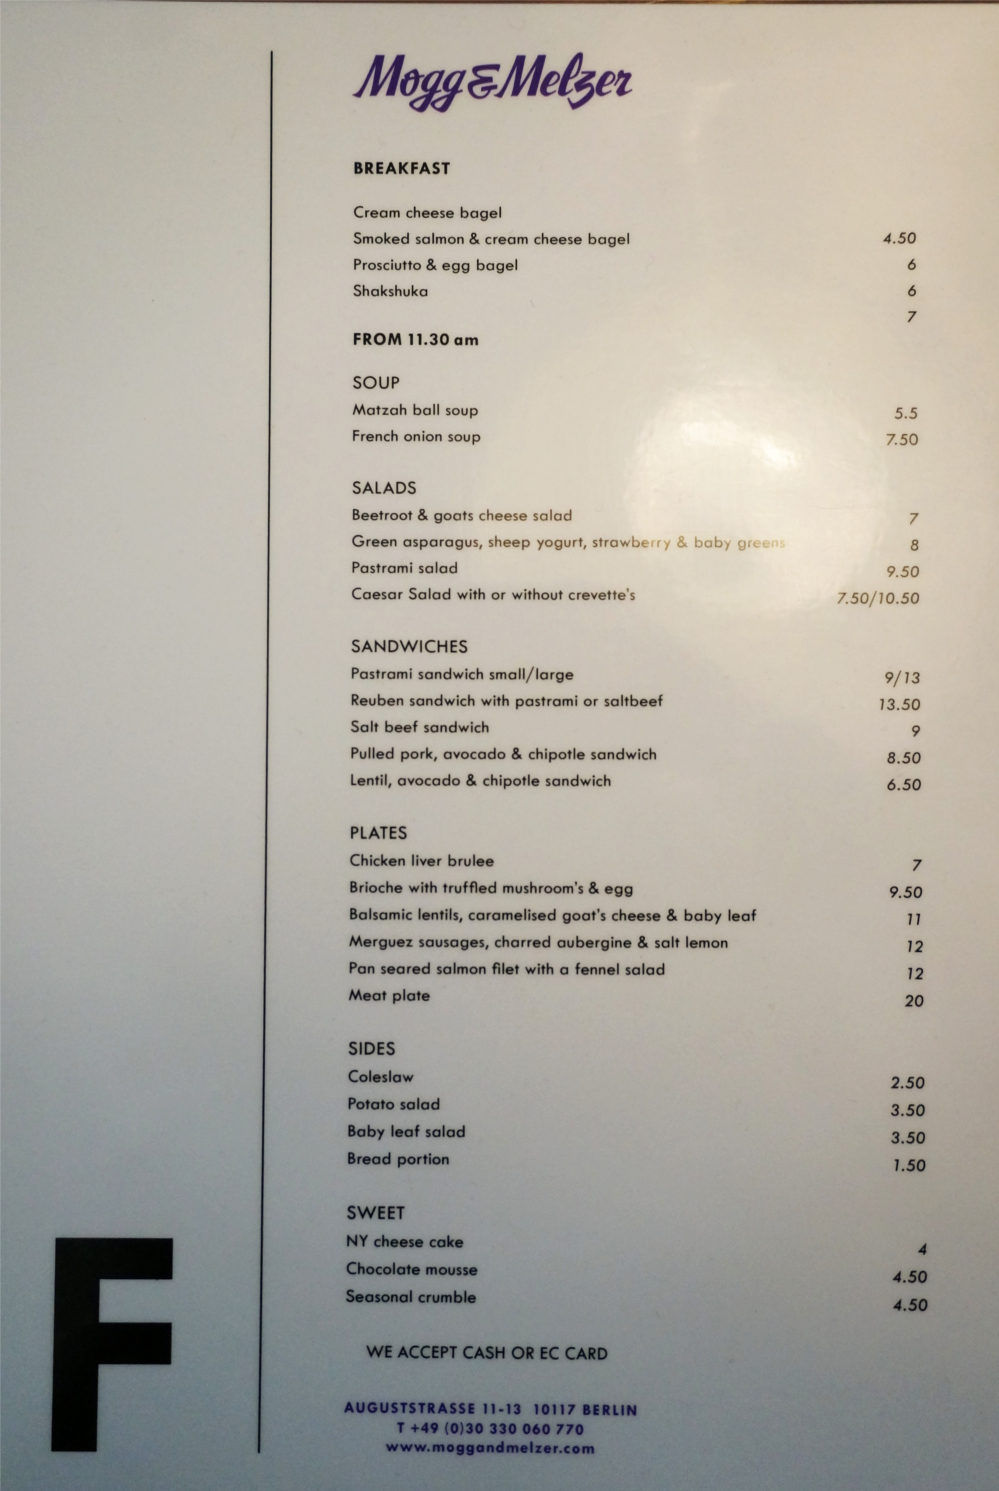 Mogg & Melzer
BREAKFAST
Cream cheese bagel
Smoked salmon & cream cheese bagel 4.50
Prosciutto & egg bagel 6
Shakshuka 6
7
FROM 11.30 am
SOUP
Matzah ball soup 5.5
French onion soup 7.50
SALADS
Beetroot & goats cheese salad 7
Green asparagus, sheep yogurt, strawberry & baby greens 8
Pastrami salad 9.50
Caesar Salad with or without crevette's 7.50/10.50
SANDWICHES
Pastrami sandwich small/large 9/13
Reuben sandwich with pastrami or saltbeef 13.50
Salt beef sandwich 9
Pulled pork, avocado & chipotle sandwich 8.50
Lentil, avocado & chipotle sandwich 6.50
PLATES
Chicken liver brulee 7
Brioche with truffled mushroom's & egg 9.50
Balsamic lentils, caramelised goat's cheese & baby leaf 11
Merguez sausages, charred aubergine & salt lemon 12
Pan seared salmon filet with a fennel salad 12
Meat plate 20
SIDES
Coleslaw 2.50
Potato salad 3.50
Baby leaf salad 3.50
Bread portion 1.50
SWEET
NY cheese cake 4
Chocolate mousse 4.50
Seasonal crumble 4.50
WE ACCEPT CASH OR EC CARD
AUGUSTSTRASSE 11-13 10117 BERLIN
T +49 (0)30 330 060 770
www.moggandmelzer.com
F